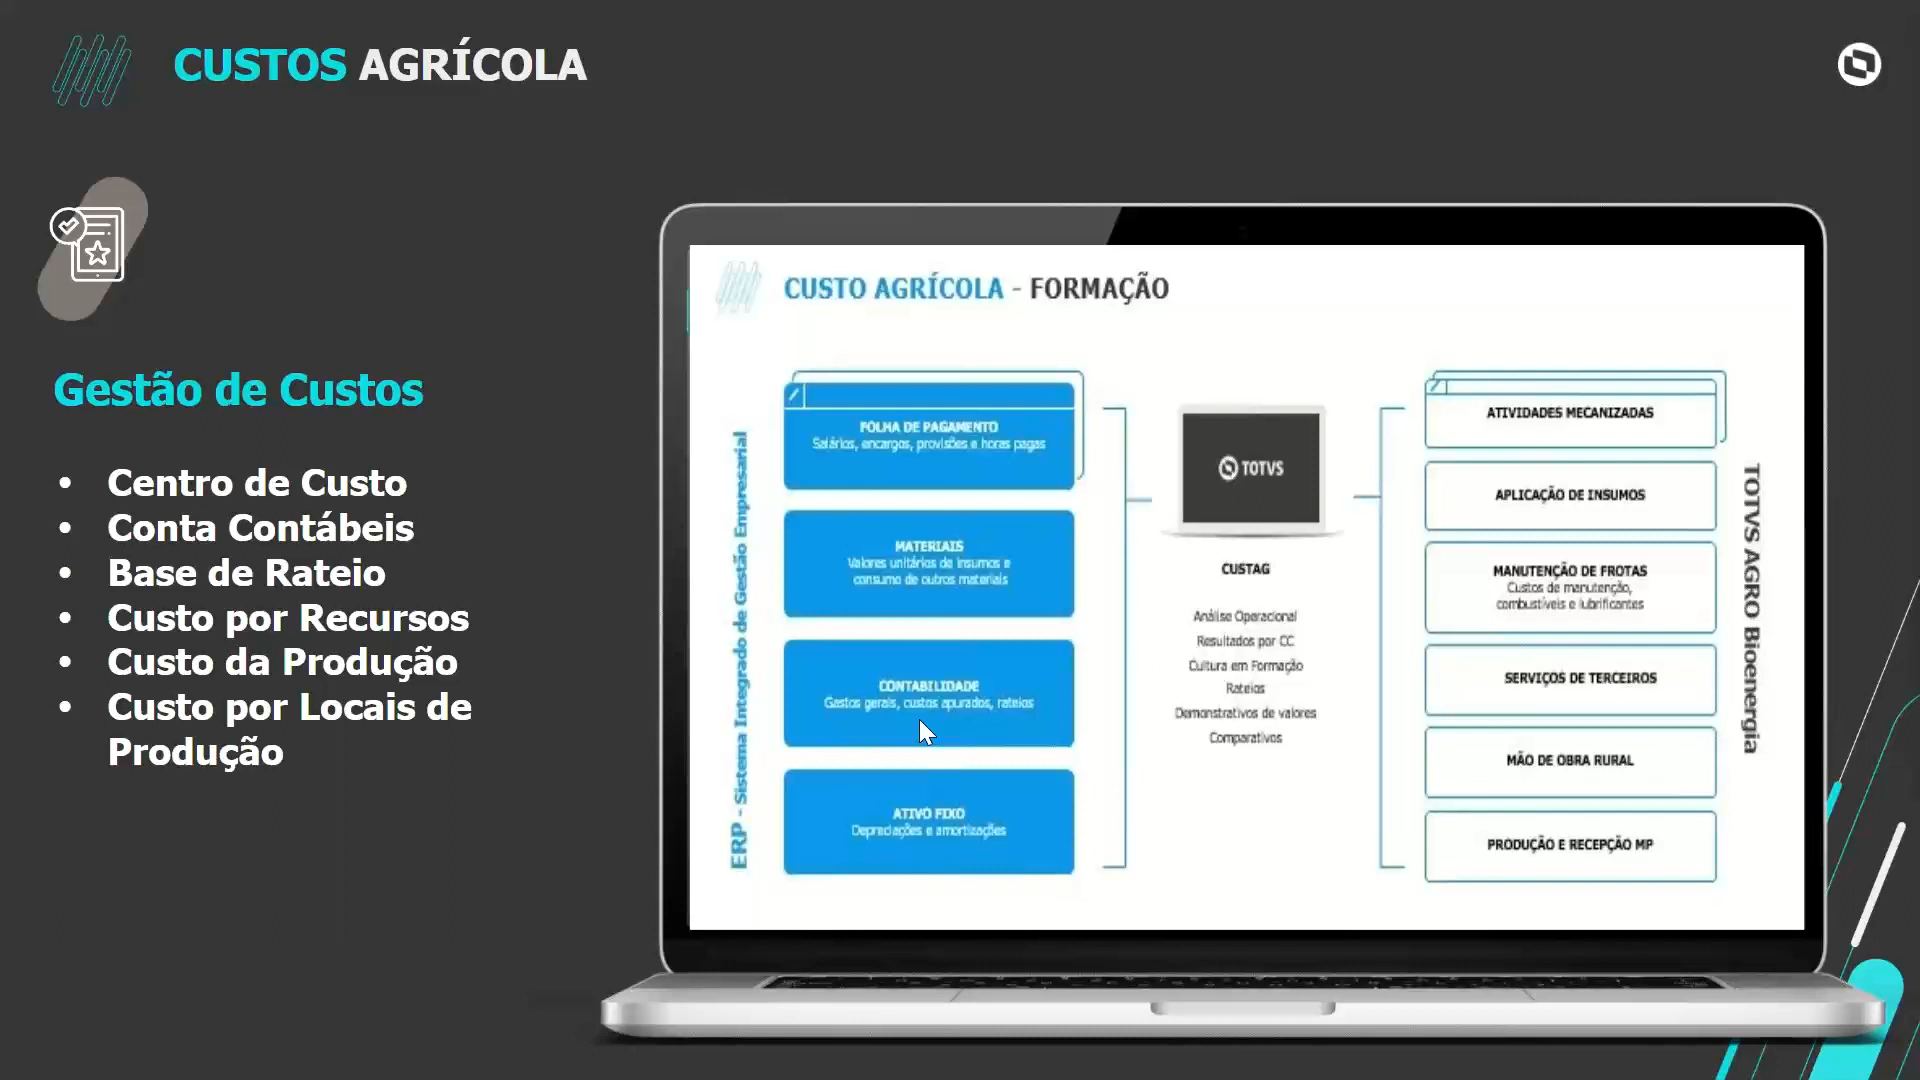 CUSTOS AGRÍCOLA
Gestão de Custos
• Centro de Custo
• Conta Contábeis
• Base de Rateio
• Custo por Recursos
• Custo da Produção
• Custo por Locais de
Produção
CUSTO AGRÍCOLA - FORMAÇÃO
ERP - Sistema Integrado de Gestão Empresarial
FOLHA DE PAGAMENTO
Salários, encargos, provisões e horas pagas
MATERIAIS
Valores unitários de insumos e
consumo de outros materiais
CONTABILIDADE
Gastos gerais, custos apurados, rateios
ATIVO FIXO
Depreciações e amortizações
TOTVS
CUSTAG
Análise Operacional
Resultados por CC
Cultura em Formação
Rateios
Demonstrativos de valores
Comparativos
ATIVIDADES MECANIZADAS
APLICAÇÃO DE INSUMOS
MANUTENÇÃO DE FROTAS
Custos de manutenção,
combustíveis e lubrificantes
SERVIÇOS DE TERCEIROS
MÃO DE OBRA RURAL
PRODUÇÃO E RECEPÇÃO MP
TOTVS AGRO Bioenergia